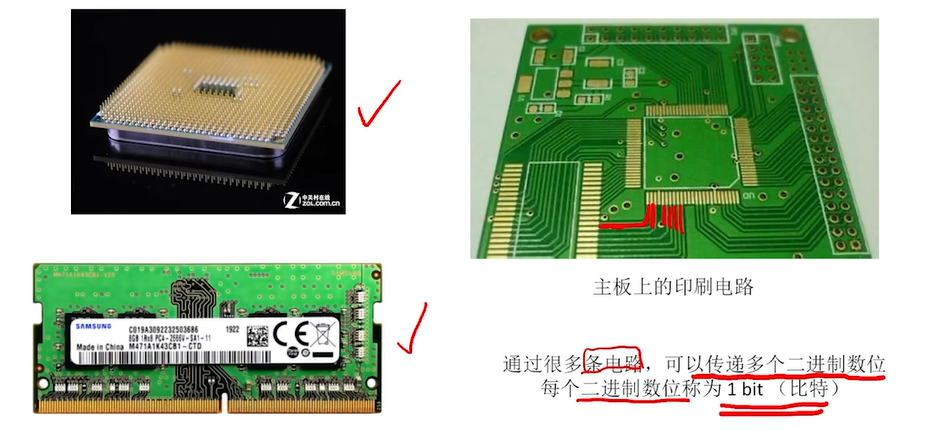 中关村在线
ZOL.COM.CN
主板上的印刷电路
M471A1K43CB1-V20
SAMSUNG
C019A3092232503686
1922
8GB 1Rx8 PC4-2666V-SA1-11
Made in China
M471A1K43CB1-CTD
CE
通过很多条电路，可以传递多个二进制数位
每个二进制数位称为 1 bit （比特）